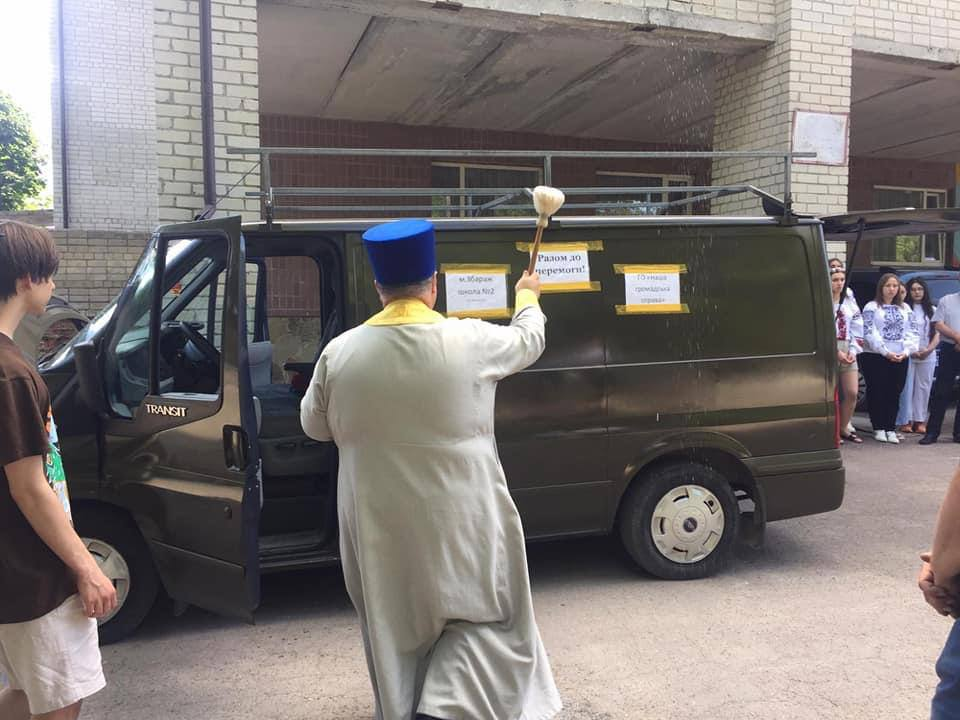 м.Збараж
школа №2
Разом до
перемоги!
ГО «Наша
громадська
справа»
TRANSIT